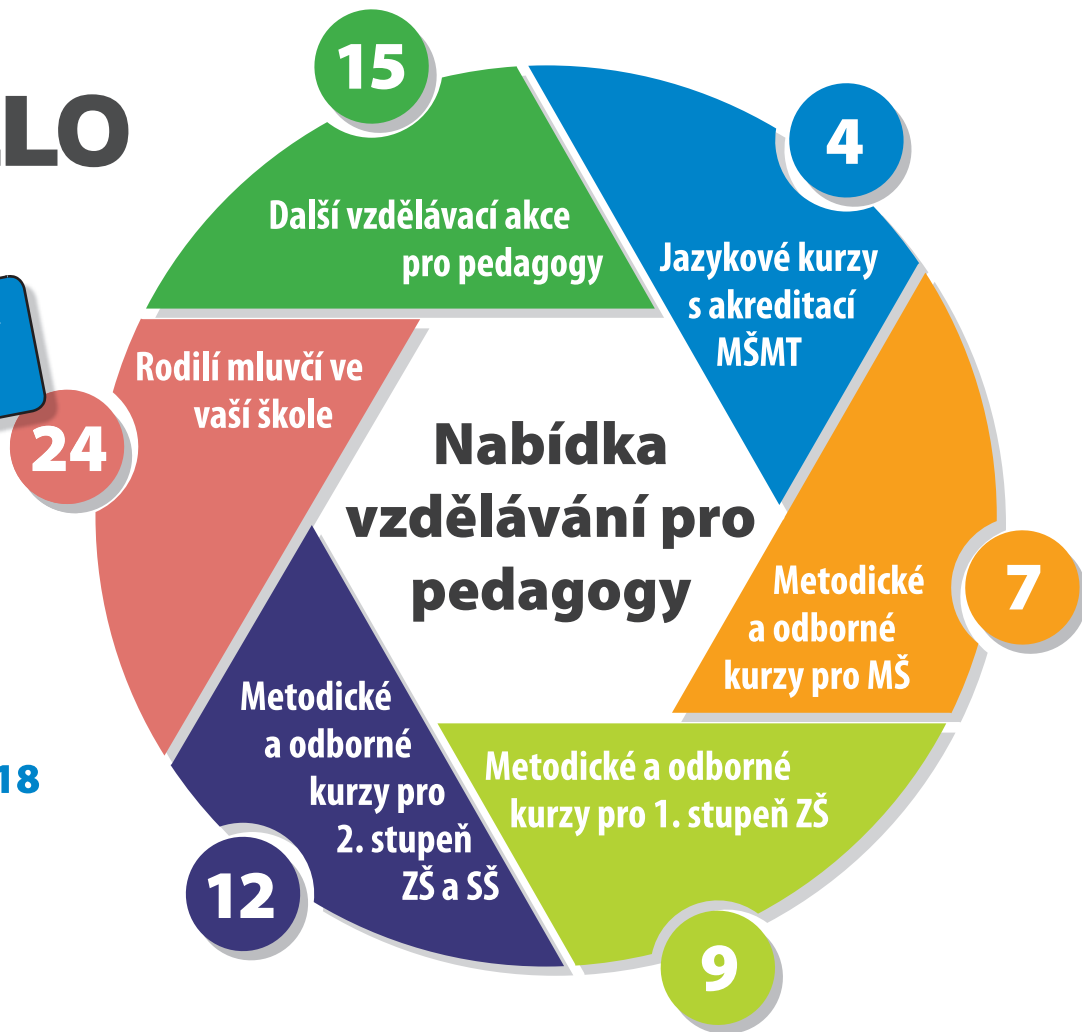 LLO
15
Další vzdělávací akce
pro pedagogy
4
Jazykové kurzy
s akreditací
MŠMT
Rodilí mluvčí ve
vaší škole
24
Nabídka
vzdělávání pro
pedagogy
7
Metodické
a odborné
kurzy pro MŠ
Metodické
a odborné
kurzy pro
2. stupeň
ZŠ a SŠ
12
Metodické a odborné
kurzy pro 1. stupeň ZŠ
9
18